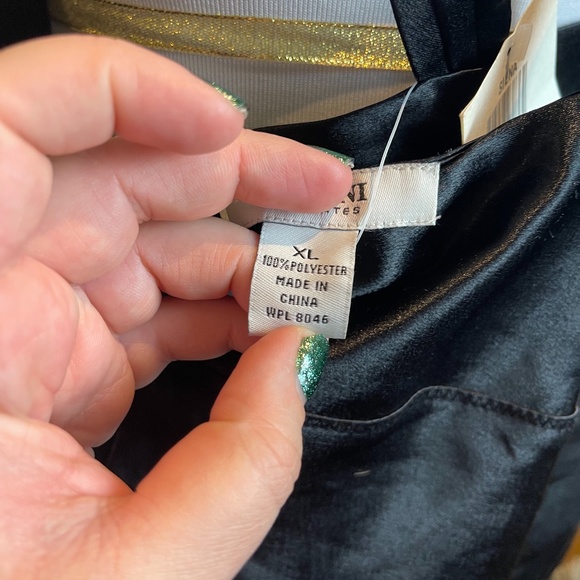 XL
100% POLYESTER
MADE IN
CHINA
WPL 8046